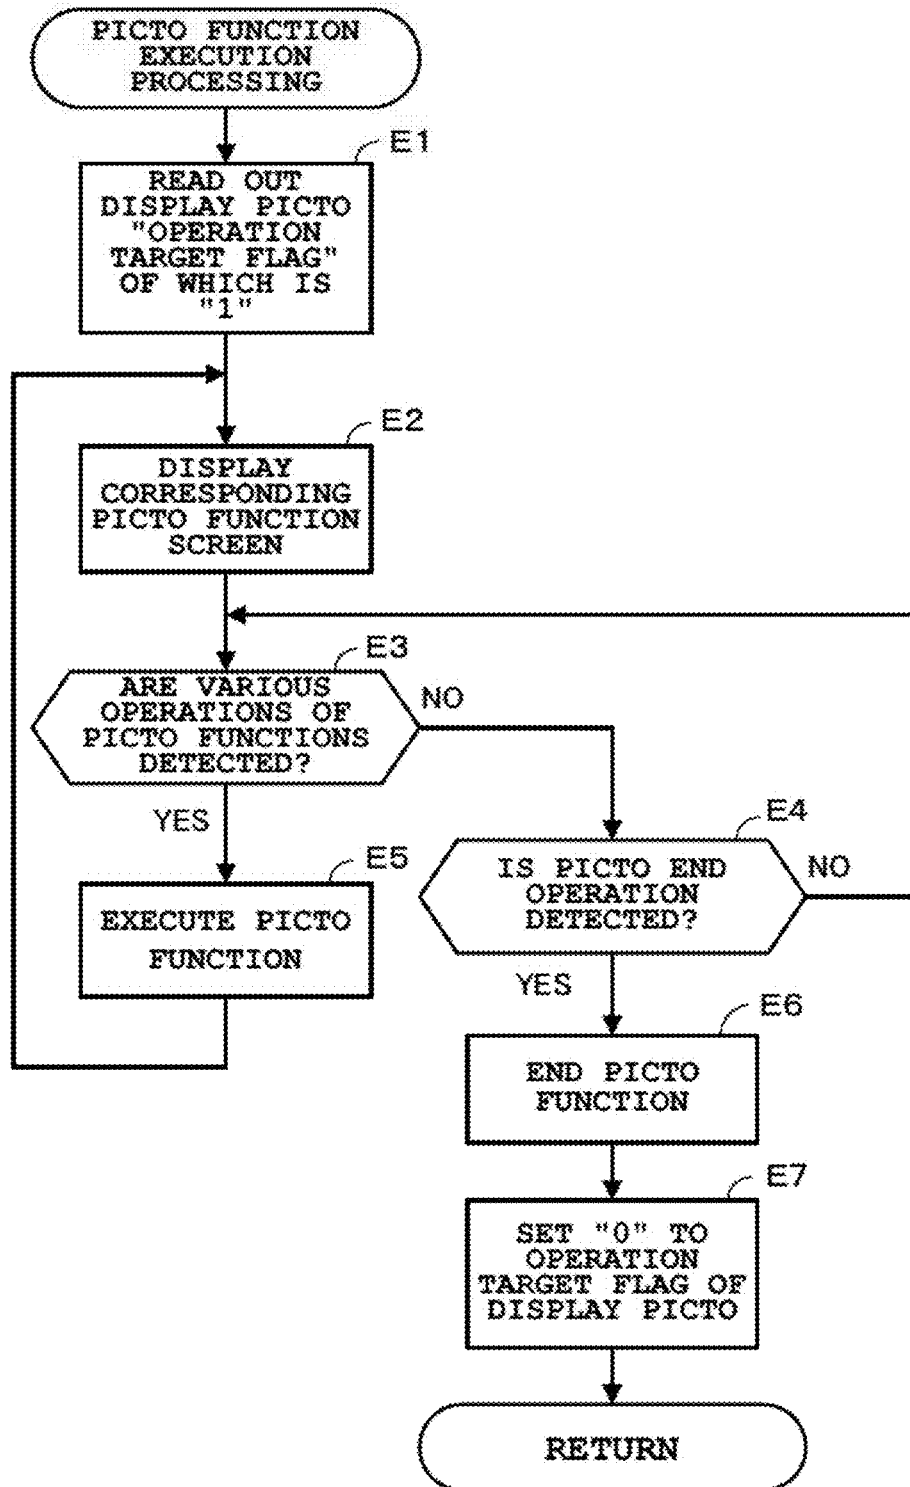 PICTO FUNCTION
EXECUTION
PROCESSING
E1
READ OUT
DISPLAY PICTO
"OPERATION
TARGET FLAG"
OF WHICH IS
"1"
E2
DISPLAY
CORRESPONDING
PICTO FUNCTION
SCREEN
E3
ARE VARIOUS
OPERATIONS OF
PICTO FUNCTIONS
DETECTED?
NO
YES
E4
IS PICTO END
OPERATION
DETECTED?
NO
YES
E5
EXECUTE PICTO
FUNCTION
E6
END PICTO
FUNCTION
E7
SET "0" TO
OPERATION
TARGET FLAG OF
DISPLAY PICTO
RETURN